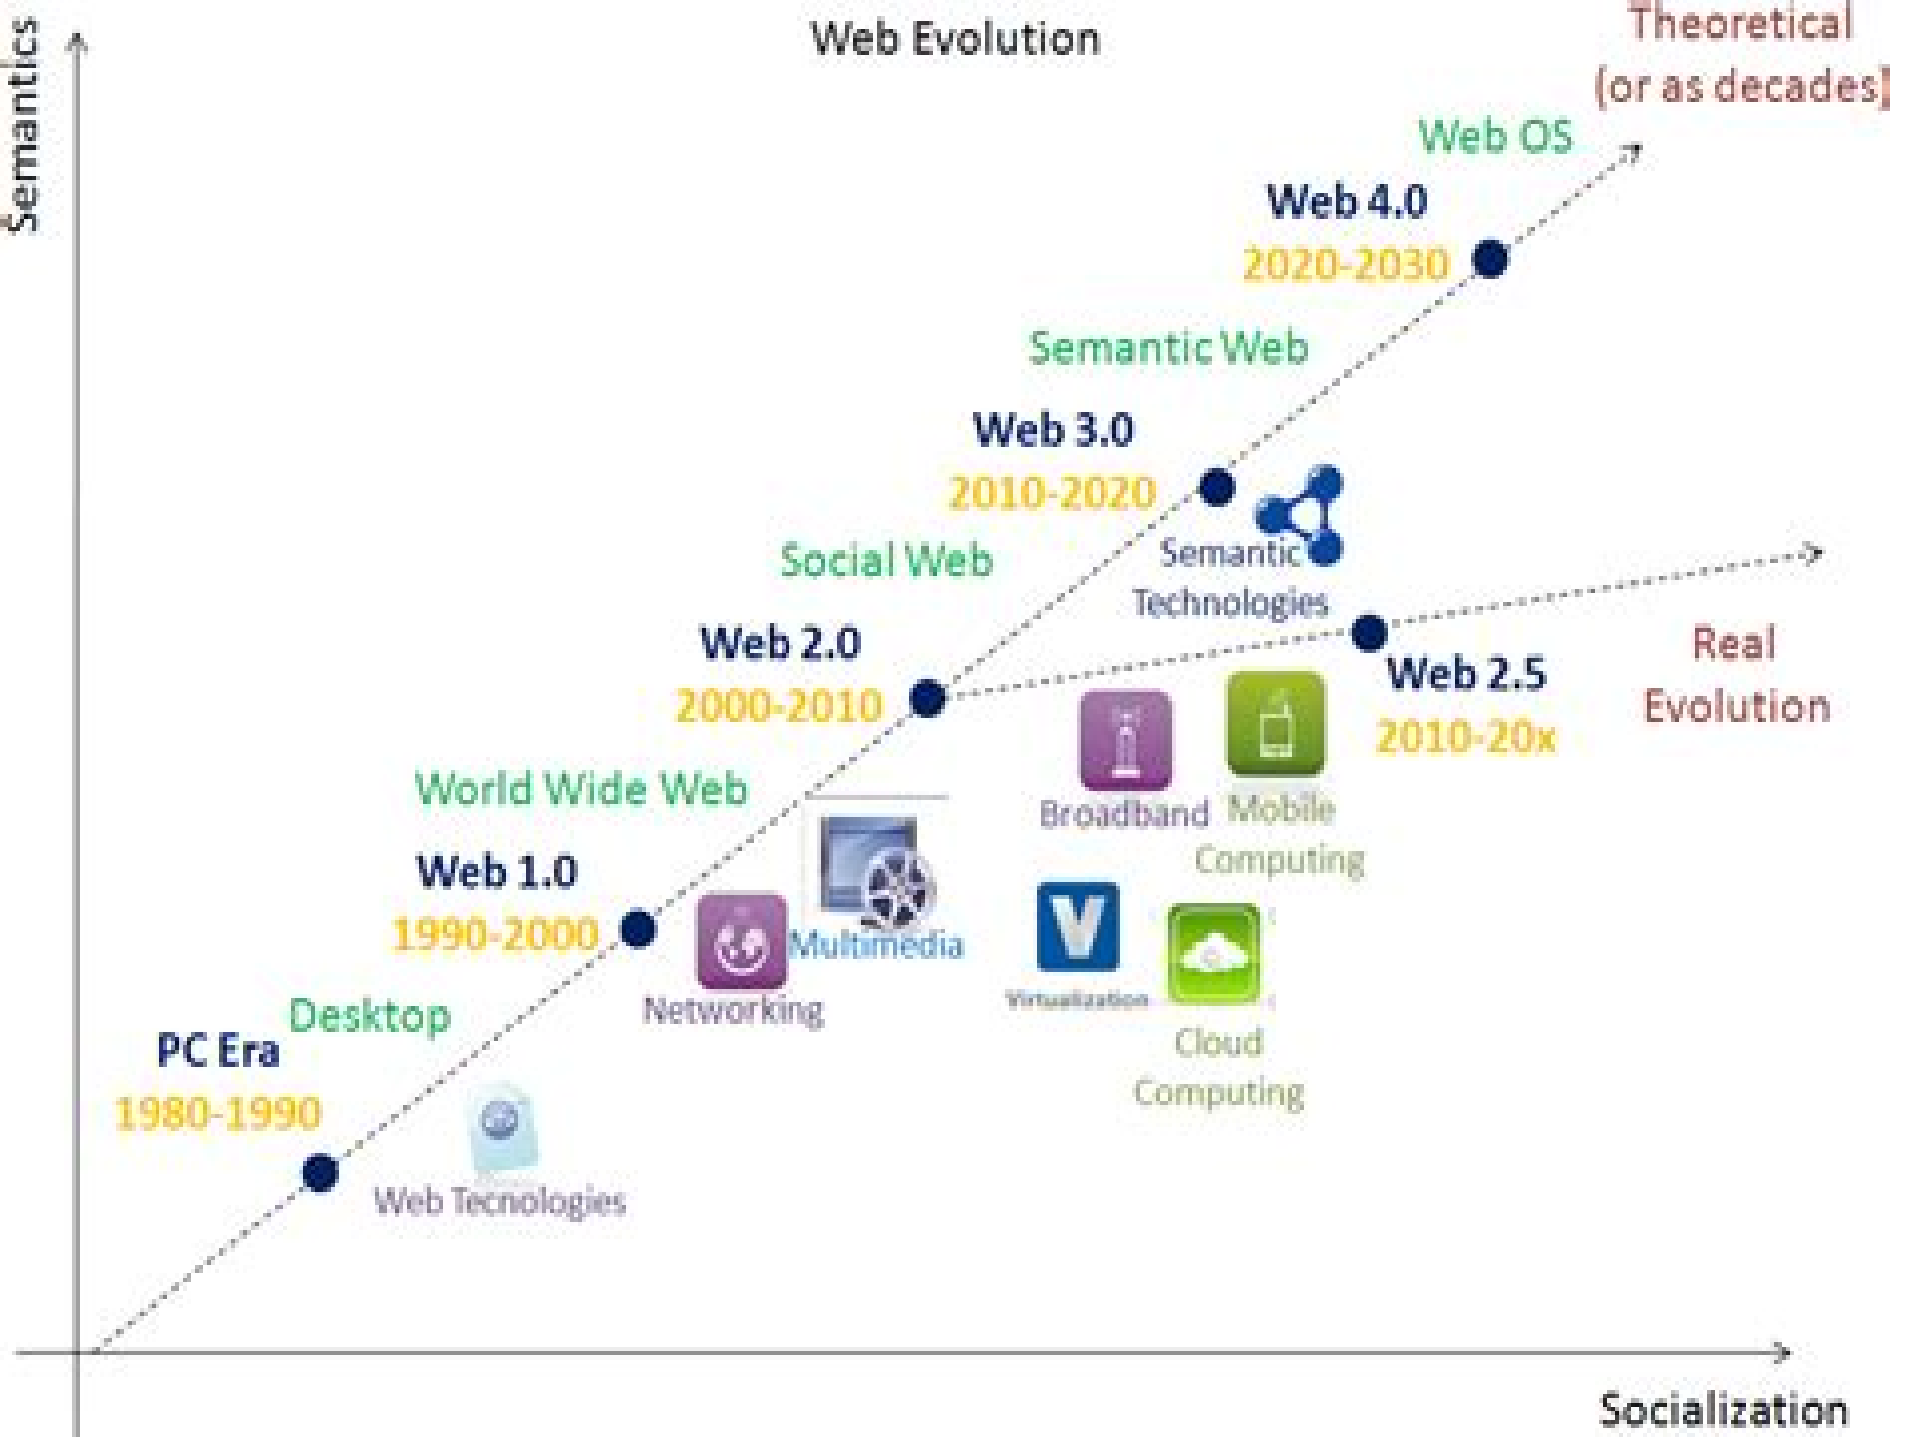 Web Evolution
Semantics
Theoretical
(or as decades)
Web OS
Web 4.0
2020-2030
Semantic Web
Web 3.0
2010-2020
Semantic
Technologies
Social Web
Web 2.0
2000-2010
Web 2.5
2010-20x
Real
Evolution
Broadband
Mobile
Computing
World Wide Web
Web 1.0
1990-2000
Multimedia
Networking
V
Virtualization
Cloud
Computing
Desktop
PC Era
1980-1990
Web Tecnologies
Socialization